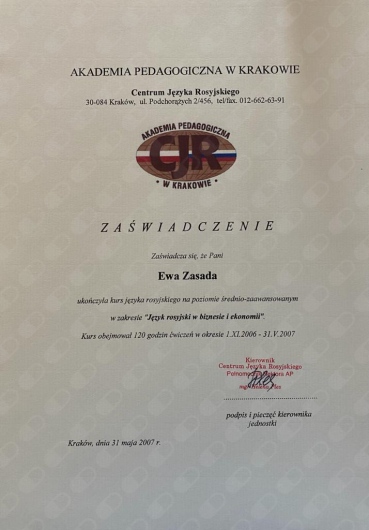 AKADEMIA PEDAGOGICZNA W KRAKOWIE
Centrum Języka Rosyjskiego
30-084 Kraków, ul. Podchorążych 2/456, tel/fax. 012-662-63-91
AKADEMIA PEDAGOGICZNA
CJR
• W KRAKOWIE •
ZAŚWIADCZENIE
Zaświadcza się, że Pani
Ewa Zasada
ukończyła kurs języka rosyjskiego na poziomie średnio-zaawansowanym
w zakresie "Język rosyjski w biznesie i ekonomii".
Kurs obejmował 120 godzin ćwiczeń w okresie 1.XI.2006 - 31.V.2007
Kierownik
Centrum Języka Rosyjskiego
AP
podpis i pieczęć kierownika
jednostki
Kraków, dnia 31 maja 2007 r.